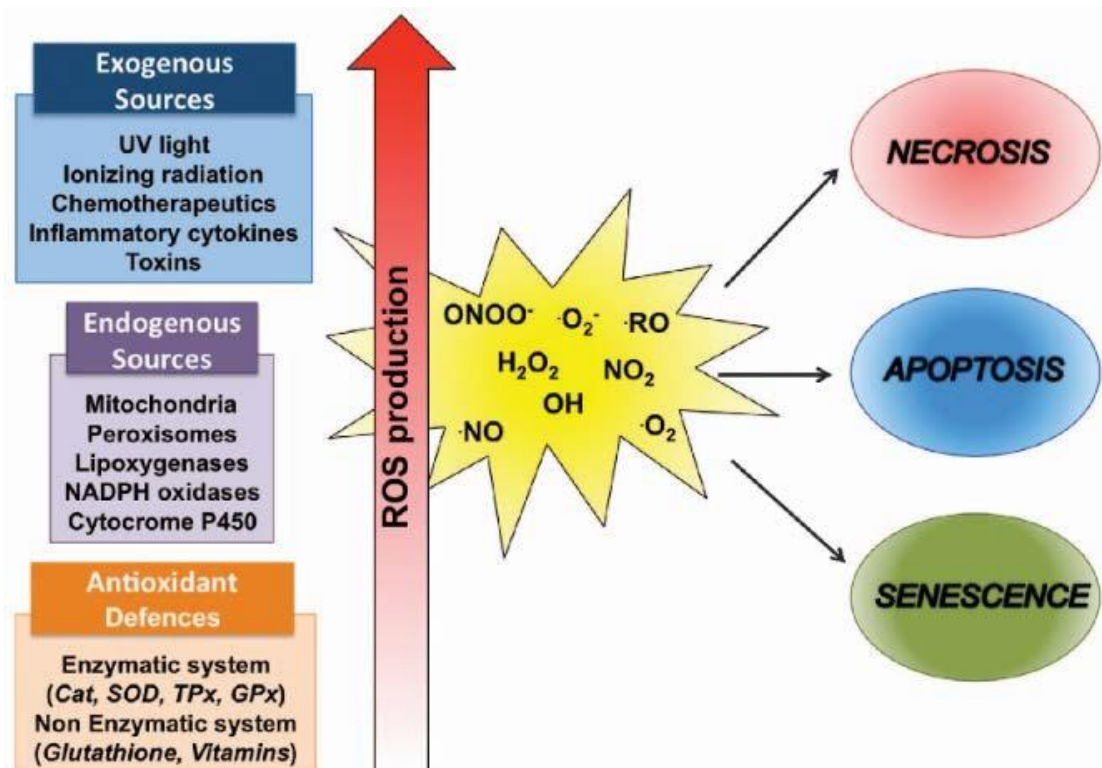 Exogenous
Sources
UV light
Ionizing radiation
Chemotherapeutics
Inflammatory cytokines
Toxins
Endogenous
Sources
Mitochondria
Peroxisomes
Lipoxygenases
NADPH oxidases
Cytocrome P450
Antioxidant
Defences
Enzymatic system
(Cat, SOD, TPx, GPx)
Non Enzymatic system
(Glutathione, Vitamins)
ROS production
ONOO⁻ ·O₂⁻ ·RO
H₂O₂ NO₂
OH
·NO ·O₂
NECROSIS
APOPTOSIS
SENESCENCE